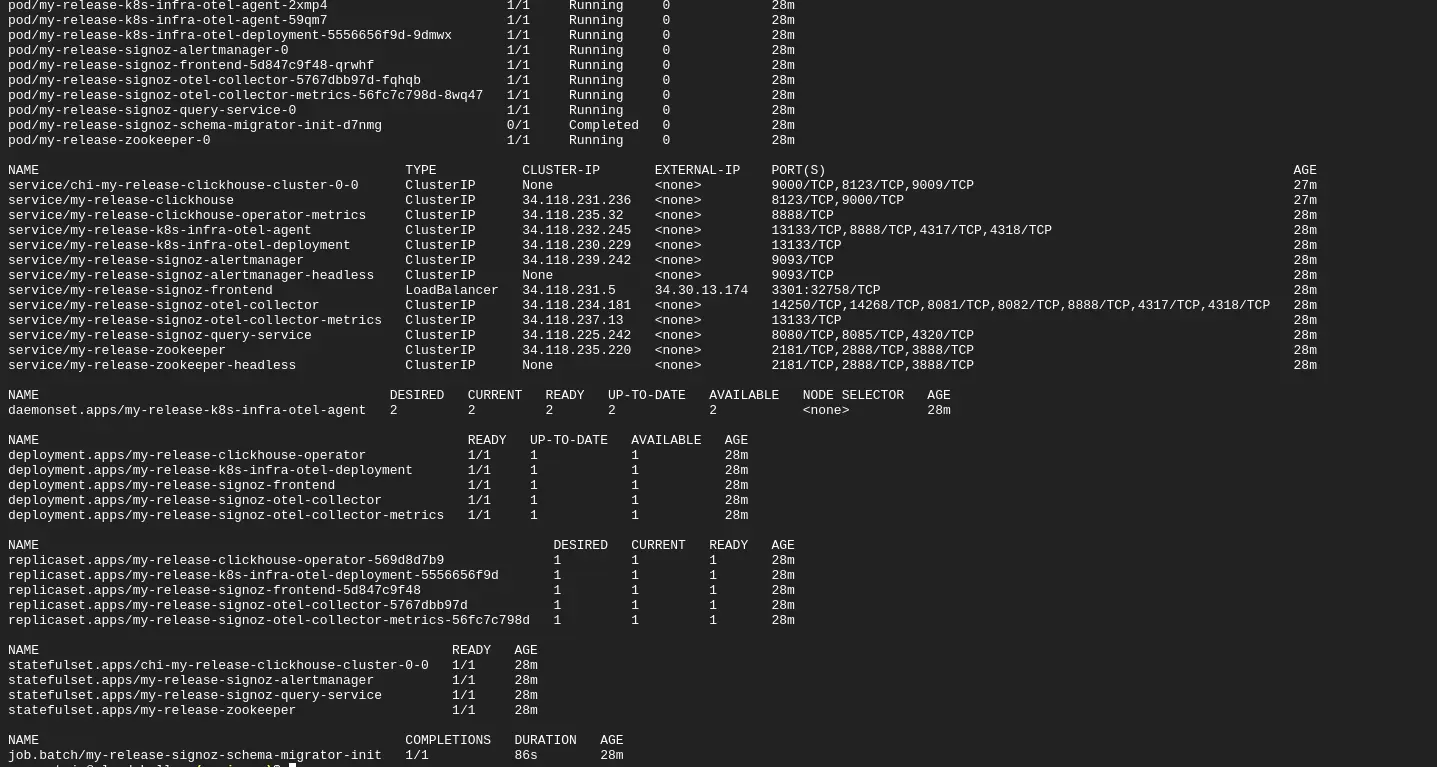 pod/my-release-k8s-infra-otel-agent-2xmp4 1/1 Running 0 28m
pod/my-release-k8s-infra-otel-agent-59qm7 1/1 Running 0 28m
pod/my-release-k8s-infra-otel-deployment-5556656f9d-9dmwx 1/1 Running 0 28m
pod/my-release-signoz-alertmanager-0 1/1 Running 0 28m
pod/my-release-signoz-frontend-5d847c9f48-qrwhf 1/1 Running 0 28m
pod/my-release-signoz-otel-collector-5767dbb97d-fqhqb 1/1 Running 0 28m
pod/my-release-signoz-otel-collector-metrics-56fc7c798d-8wq47 1/1 Running 0 28m
pod/my-release-signoz-query-service-0 1/1 Running 0 28m
pod/my-release-signoz-schema-migrator-init-d7nmg 0/1 Completed 0 28m
pod/my-release-zookeeper-0 1/1 Running 0 28m
NAME TYPE CLUSTER-IP EXTERNAL-IP PORT(S) AGE
service/chi-my-release-clickhouse-cluster-0-0 ClusterIP None <none> 9000/TCP,8123/TCP,9009/TCP 27m
service/my-release-clickhouse ClusterIP 34.118.231.236 <none> 8123/TCP,9000/TCP 27m
service/my-release-clickhouse-operator-metrics ClusterIP 34.118.235.32 <none> 8888/TCP 28m
service/my-release-k8s-infra-otel-agent ClusterIP 34.118.232.245 <none> 13133/TCP,8888/TCP,4317/TCP,4318/TCP 28m
service/my-release-k8s-infra-otel-deployment ClusterIP 34.118.230.229 <none> 13133/TCP 28m
service/my-release-signoz-alertmanager ClusterIP 34.118.239.242 <none> 9093/TCP 28m
service/my-release-signoz-alertmanager-headless ClusterIP None <none> 9093/TCP 28m
service/my-release-signoz-frontend LoadBalancer 34.118.231.5 34.30.13.174 3301:32758/TCP 28m
service/my-release-signoz-otel-collector ClusterIP 34.118.234.181 <none> 14250/TCP,14268/TCP,8081/TCP,8082/TCP,8888/TCP,4317/TCP,4318/TCP 28m
service/my-release-signoz-otel-collector-metrics ClusterIP 34.118.237.13 <none> 13133/TCP 28m
service/my-release-signoz-query-service ClusterIP 34.118.225.242 <none> 8080/TCP,8085/TCP,4320/TCP 28m
service/my-release-zookeeper ClusterIP 34.118.235.220 <none> 2181/TCP,2888/TCP,3888/TCP 28m
service/my-release-zookeeper-headless ClusterIP None <none> 2181/TCP,2888/TCP,3888/TCP 28m
NAME DESIRED CURRENT READY UP-TO-DATE AVAILABLE NODE SELECTOR AGE
daemonset.apps/my-release-k8s-infra-otel-agent 2 2 2 2 2 <none> 28m
NAME READY UP-TO-DATE AVAILABLE AGE
deployment.apps/my-release-clickhouse-operator 1/1 1 1 28m
deployment.apps/my-release-k8s-infra-otel-deployment 1/1 1 1 28m
deployment.apps/my-release-signoz-frontend 1/1 1 1 28m
deployment.apps/my-release-signoz-otel-collector 1/1 1 1 28m
deployment.apps/my-release-signoz-otel-collector-metrics 1/1 1 1 28m
NAME DESIRED CURRENT READY AGE
replicaset.apps/my-release-clickhouse-operator-569d8d7b9 1 1 1 28m
replicaset.apps/my-release-k8s-infra-otel-deployment-5556656f9d 1 1 1 28m
replicaset.apps/my-release-signoz-frontend-5d847c9f48 1 1 1 28m
replicaset.apps/my-release-signoz-otel-collector-5767dbb97d 1 1 1 28m
replicaset.apps/my-release-signoz-otel-collector-metrics-56fc7c798d 1 1 1 28m
NAME READY AGE
statefulset.apps/chi-my-release-clickhouse-cluster-0-0 1/1 28m
statefulset.apps/my-release-signoz-alertmanager 1/1 28m
statefulset.apps/my-release-signoz-query-service 1/1 28m
statefulset.apps/my-release-zookeeper 1/1 28m
NAME COMPLETIONS DURATION AGE
job.batch/my-release-signoz-schema-migrator-init 1/1 86s 28m